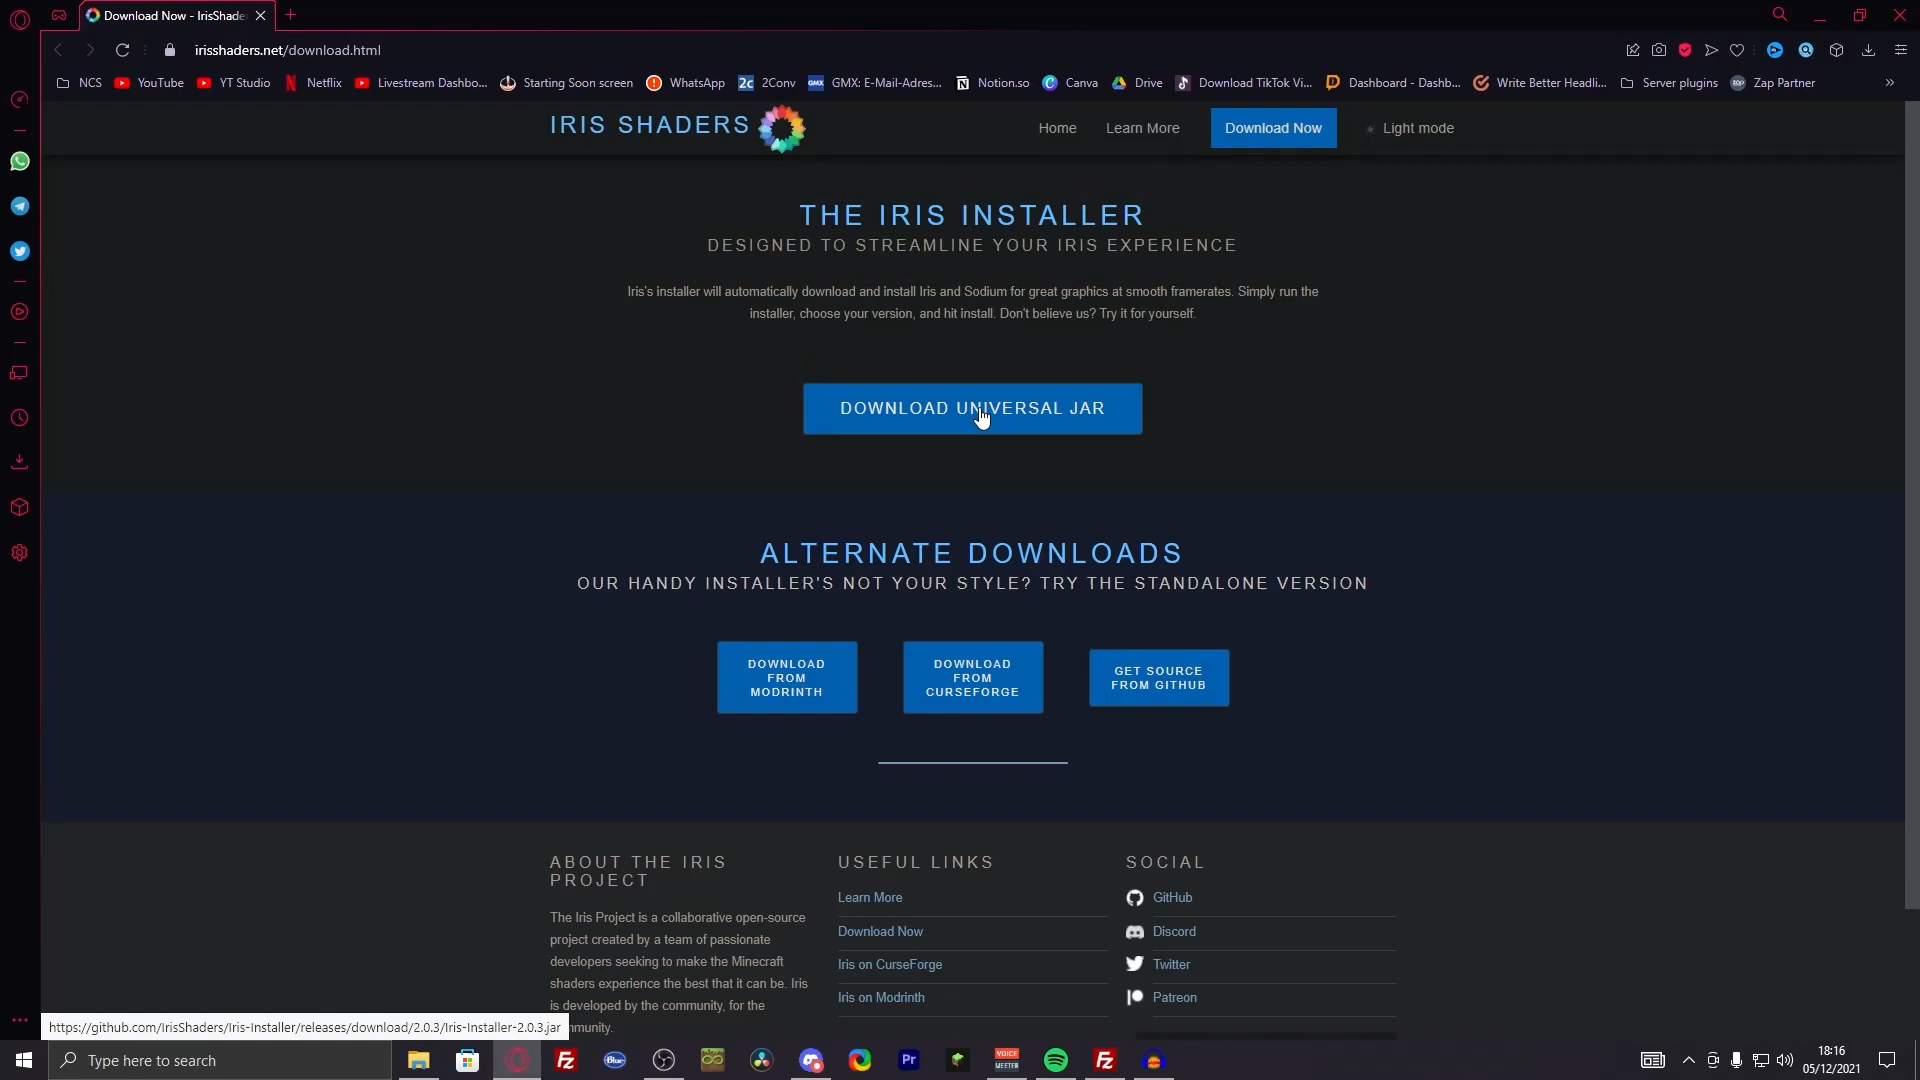 Download Now - IrisShade
irisshaders.net/download.html
NCS
YouTube
YT Studio
Netflix
Livestream Dashbo...
Starting Soon screen
WhatsApp
2c 2Conv
GMX GMX: E-Mail-Adres...
Notion.so
Canva
Drive
Download TikTok Vi...
Dashboard - Dashb...
Write Better Headli...
Server plugins
Zap Partner
»
IRIS SHADERS
Home
Learn More
Download Now
Light mode
THE IRIS INSTALLER
DESIGNED TO STREAMLINE YOUR IRIS EXPERIENCE
Iris's installer will automatically download and install Iris and Sodium for great graphics at smooth framerates. Simply run the
installer, choose your version, and hit install. Don't believe us? Try it for yourself.
DOWNLOAD UNIVERSAL JAR
ALTERNATE DOWNLOADS
OUR HANDY INSTALLER'S NOT YOUR STYLE? TRY THE STANDALONE VERSION
DOWNLOAD
FROM
MODRINTH
DOWNLOAD
FROM
CURSEFORGE
GET SOURCE
FROM GITHUB
ABOUT THE IRIS
PROJECT
The Iris Project is a collaborative open-source
project created by a team of passionate
developers seeking to make the Minecraft
shaders experience the best that it can be. Iris
is developed by the community, for the
mmunity.
USEFUL LINKS
Learn More
Download Now
Iris on CurseForge
Iris on Modrinth
SOCIAL
GitHub
Discord
Twitter
Patreon
https://github.com/IrisShaders/Iris-Installer/releases/download/2.0.3/Iris-Installer-2.0.3.jar
Type here to search
Fz
Blue
Pr
VOICE
MEETER
Fz
18:16
05/12/2021